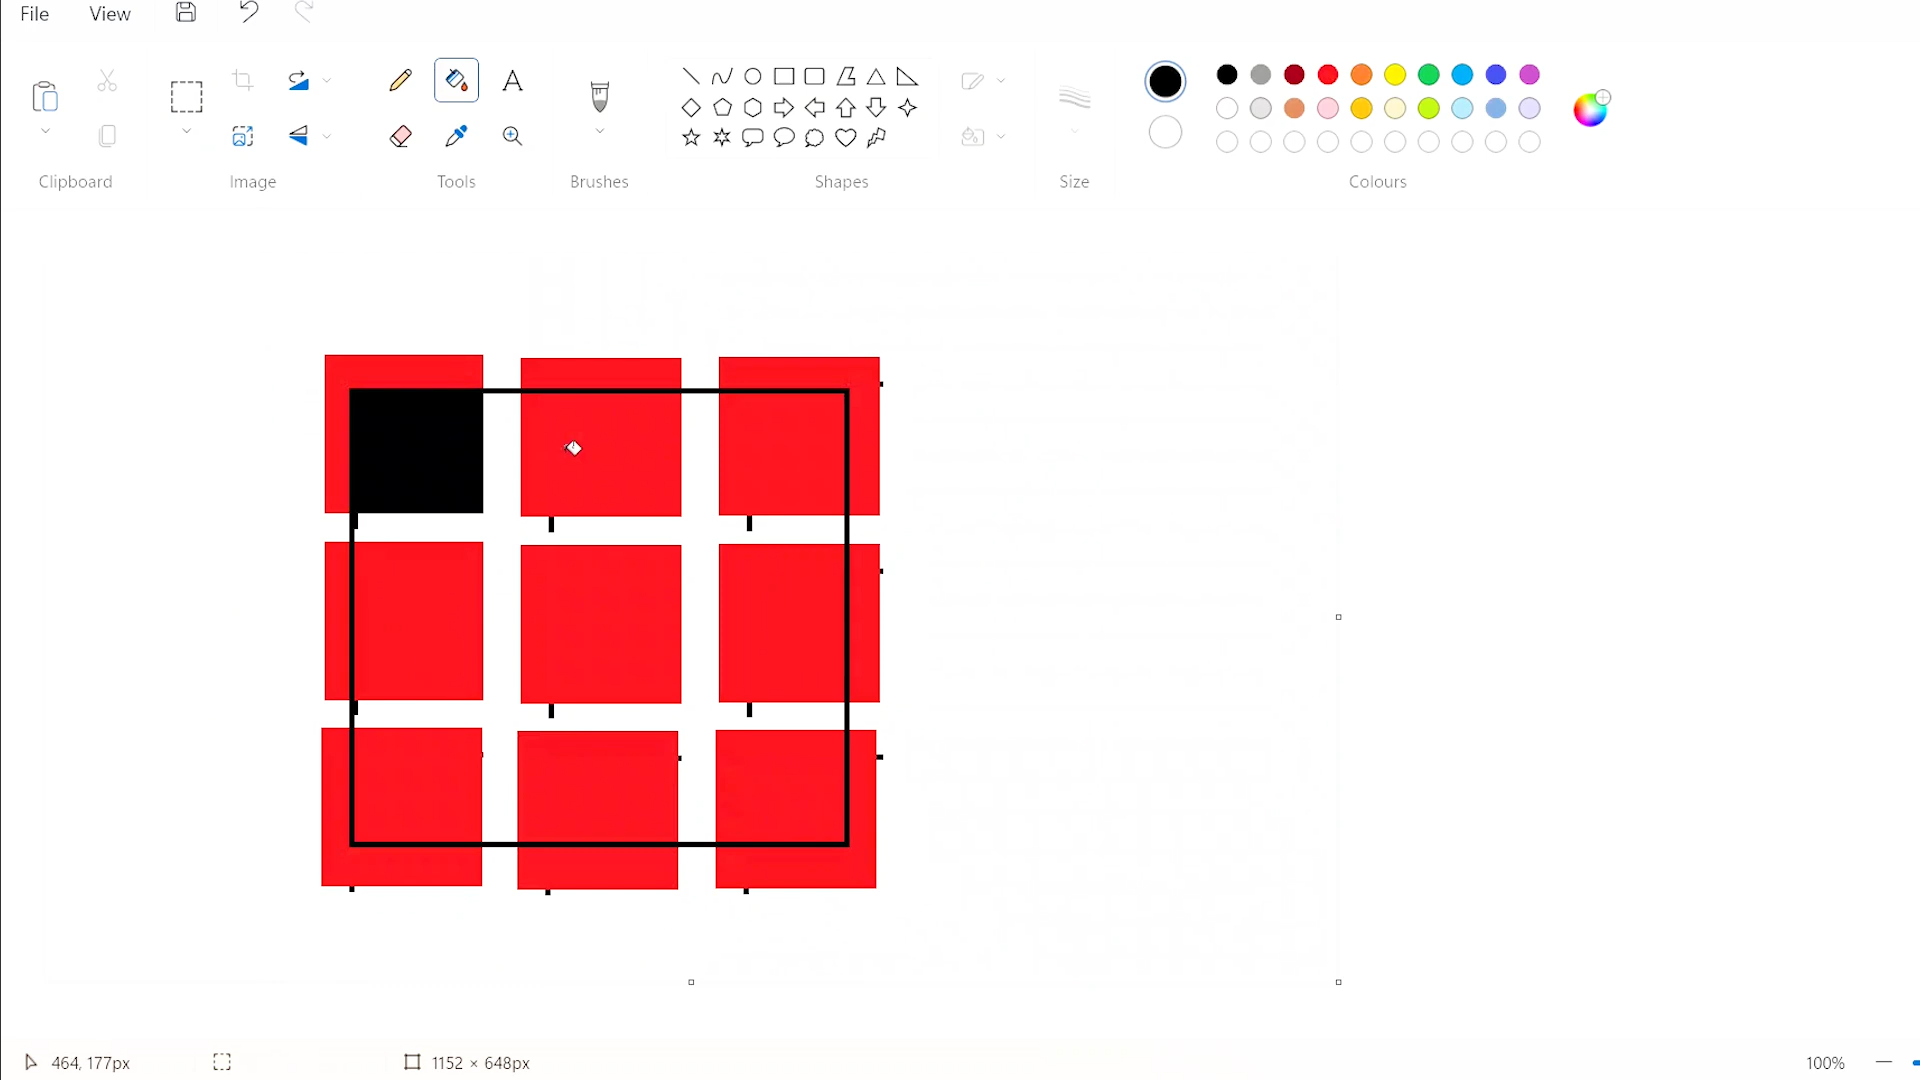 File View
A
Clipboard Image Tools Brushes Shapes Size Colours
464, 177px 1152 × 648px 100%